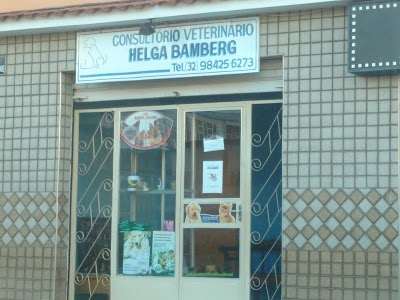 CONSULTÓRIO VETERINÁRIO
HELGA BAMBERG
Tel.(32) 98425 6273